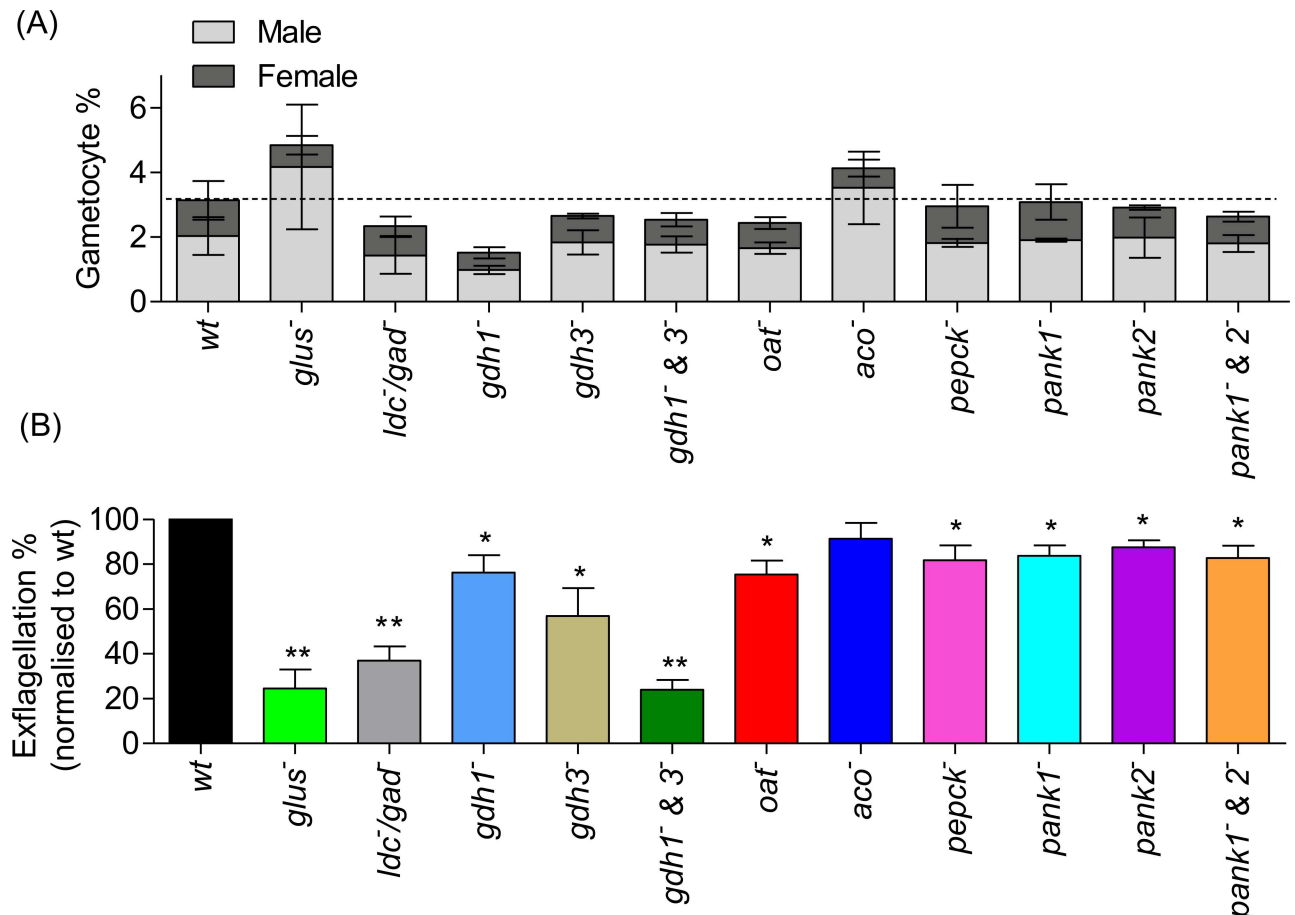 (A)
Male
Female
Gametocyte %
6
4
2
0
wt
glus⁻
ldc⁻/gad⁻
gdh1⁻
gdh3⁻
gdh1⁻ & 3⁻
oat⁻
aco⁻
pepck⁻
pank1⁻
pank2⁻
pank1⁻ & 2⁻
(B)
Exflagellation %
(normalised to wt)
100
80
60
40
20
0
**
**
*
*
**
*
*
*
*
*
wt
glus⁻
ldc⁻/gad⁻
gdh1⁻
gdh3⁻
gdh1⁻ & 3⁻
oat⁻
aco⁻
pepck⁻
pank1⁻
pank2⁻
pank1⁻ & 2⁻